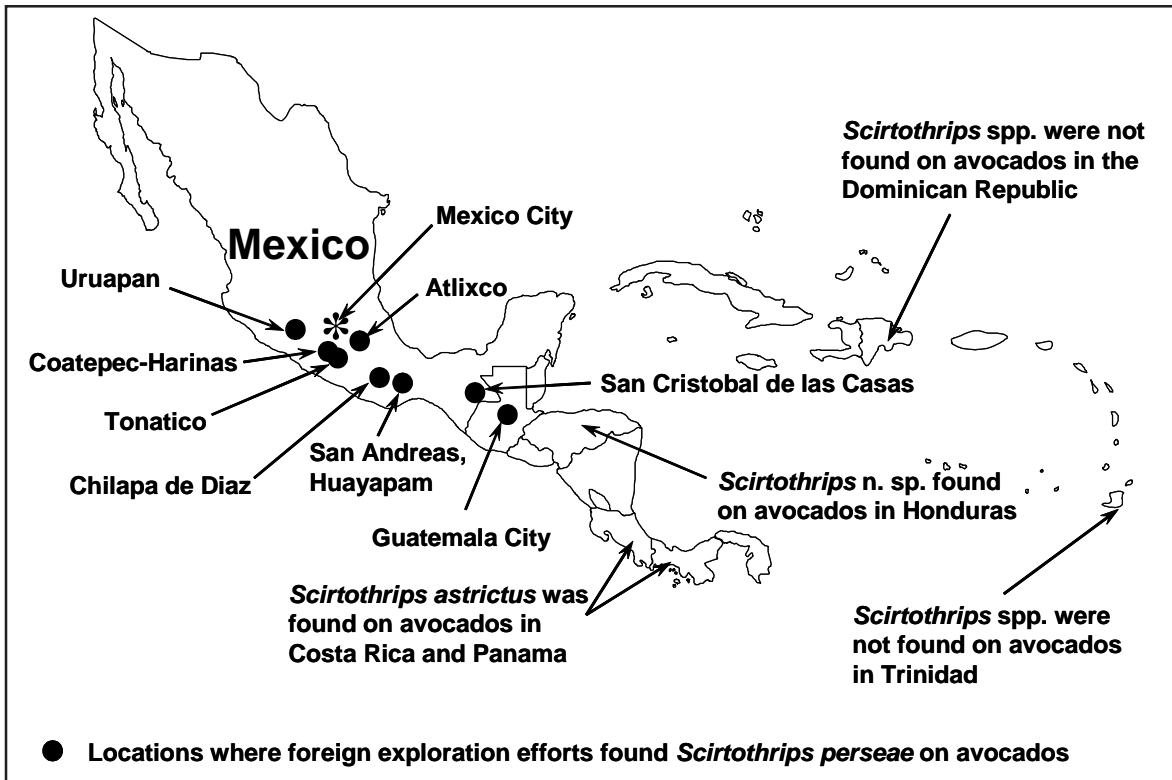 Scirtothrips spp. were not
found on avocados in the
Dominican Republic
Mexico City
Mexico
Uruapan
Atlixco
Coatepec-Harinas
San Cristobal de las Casas
Tonatico
San Andreas,
Huayapam
Chilapa de Diaz
Scirtothrips n. sp. found
on avocados in Honduras
Guatemala City
Scirtothrips astrictus was
found on avocados in
Costa Rica and Panama
Scirtothrips spp. were
not found on avocados
in Trinidad
Locations where foreign exploration efforts found Scirtothrips perseae on avocados